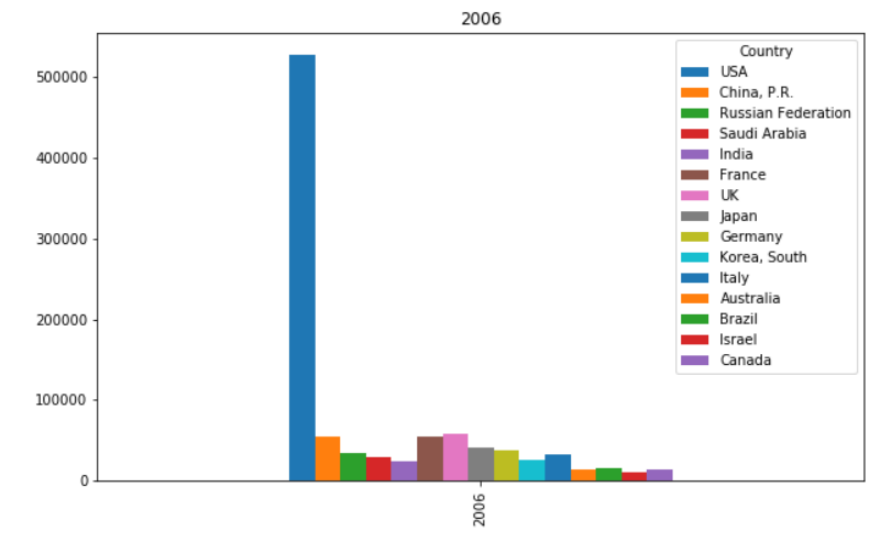 2006
500000
400000
300000
200000
100000
0
2006
Country
USA
China, P.R.
Russian Federation
Saudi Arabia
India
France
UK
Japan
Germany
Korea, South
Italy
Australia
Brazil
Israel
Canada